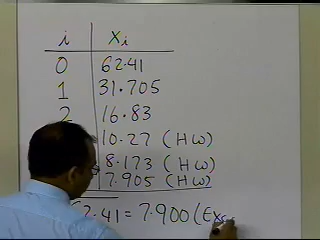 i xi
0 62.41
1 31.705
2 16.83
10.27 (HW)
8.173 (HW)
7.905 (HW)
2.41 = 7.900 (Ex